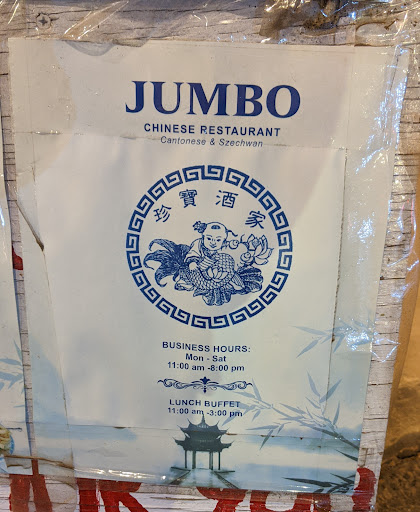 JUMBO
CHINESE RESTAURANT
Cantonese & Szechwan
珍寶酒家
BUSINESS HOURS:
Mon - Sat
11:00 am -8:00 pm
LUNCH BUFFET
11:00 am -3:00 pm